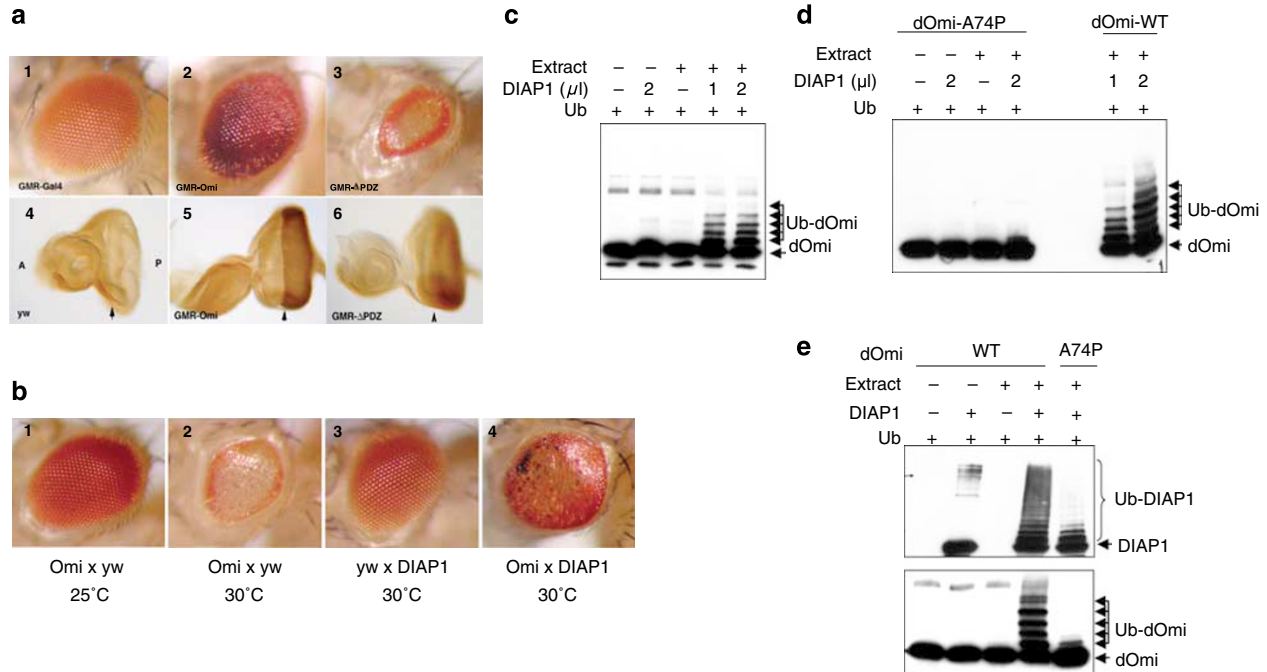 a
1
2
3
GMR-Gal4
GMR-Omi
GMR-ΔPDZ
4
5
6
A
P
yw
GMR-Omi
GMR-ΔPDZ
b
1
2
3
4
Omi x yw
Omi x yw
yw x DIAP1
Omi x DIAP1
25˚C
30˚C
30˚C
30˚C
c
Extract – – + + +
DIAP1 (µl) – 2 – 1 2
Ub + + + + +
Ub-dOmi
dOmi
d
dOmi-A74P dOmi-WT
Extract – – + + + +
DIAP1 (µl) – 2 – 2 1 2
Ub + + + + + +
Ub-dOmi
dOmi
e
dOmi WT A74P
Extract – – + + +
DIAP1 – + – + +
Ub + + + + +
Ub-DIAP1
DIAP1
Ub-dOmi
dOmi